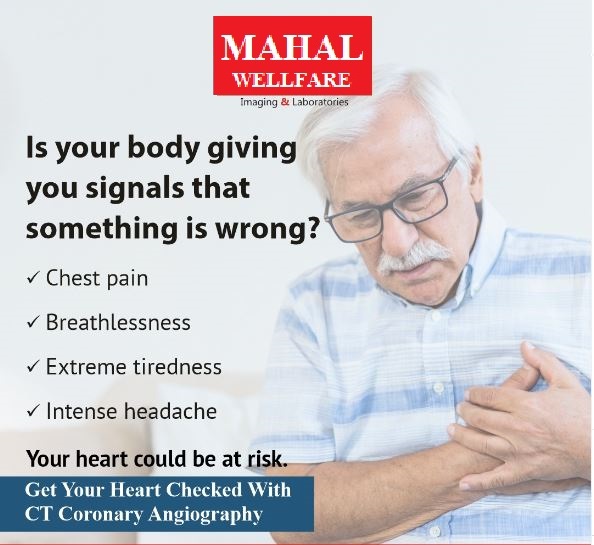 MAHAL
WELLFARE
Imaging & Laboratories
Is your body giving
you signals that
something is wrong?
✓ Chest pain
✓ Breathlessness
✓ Extreme tiredness
✓ Intense headache
Your heart could be at risk.
Get Your Heart Checked With
CT Coronary Angiography